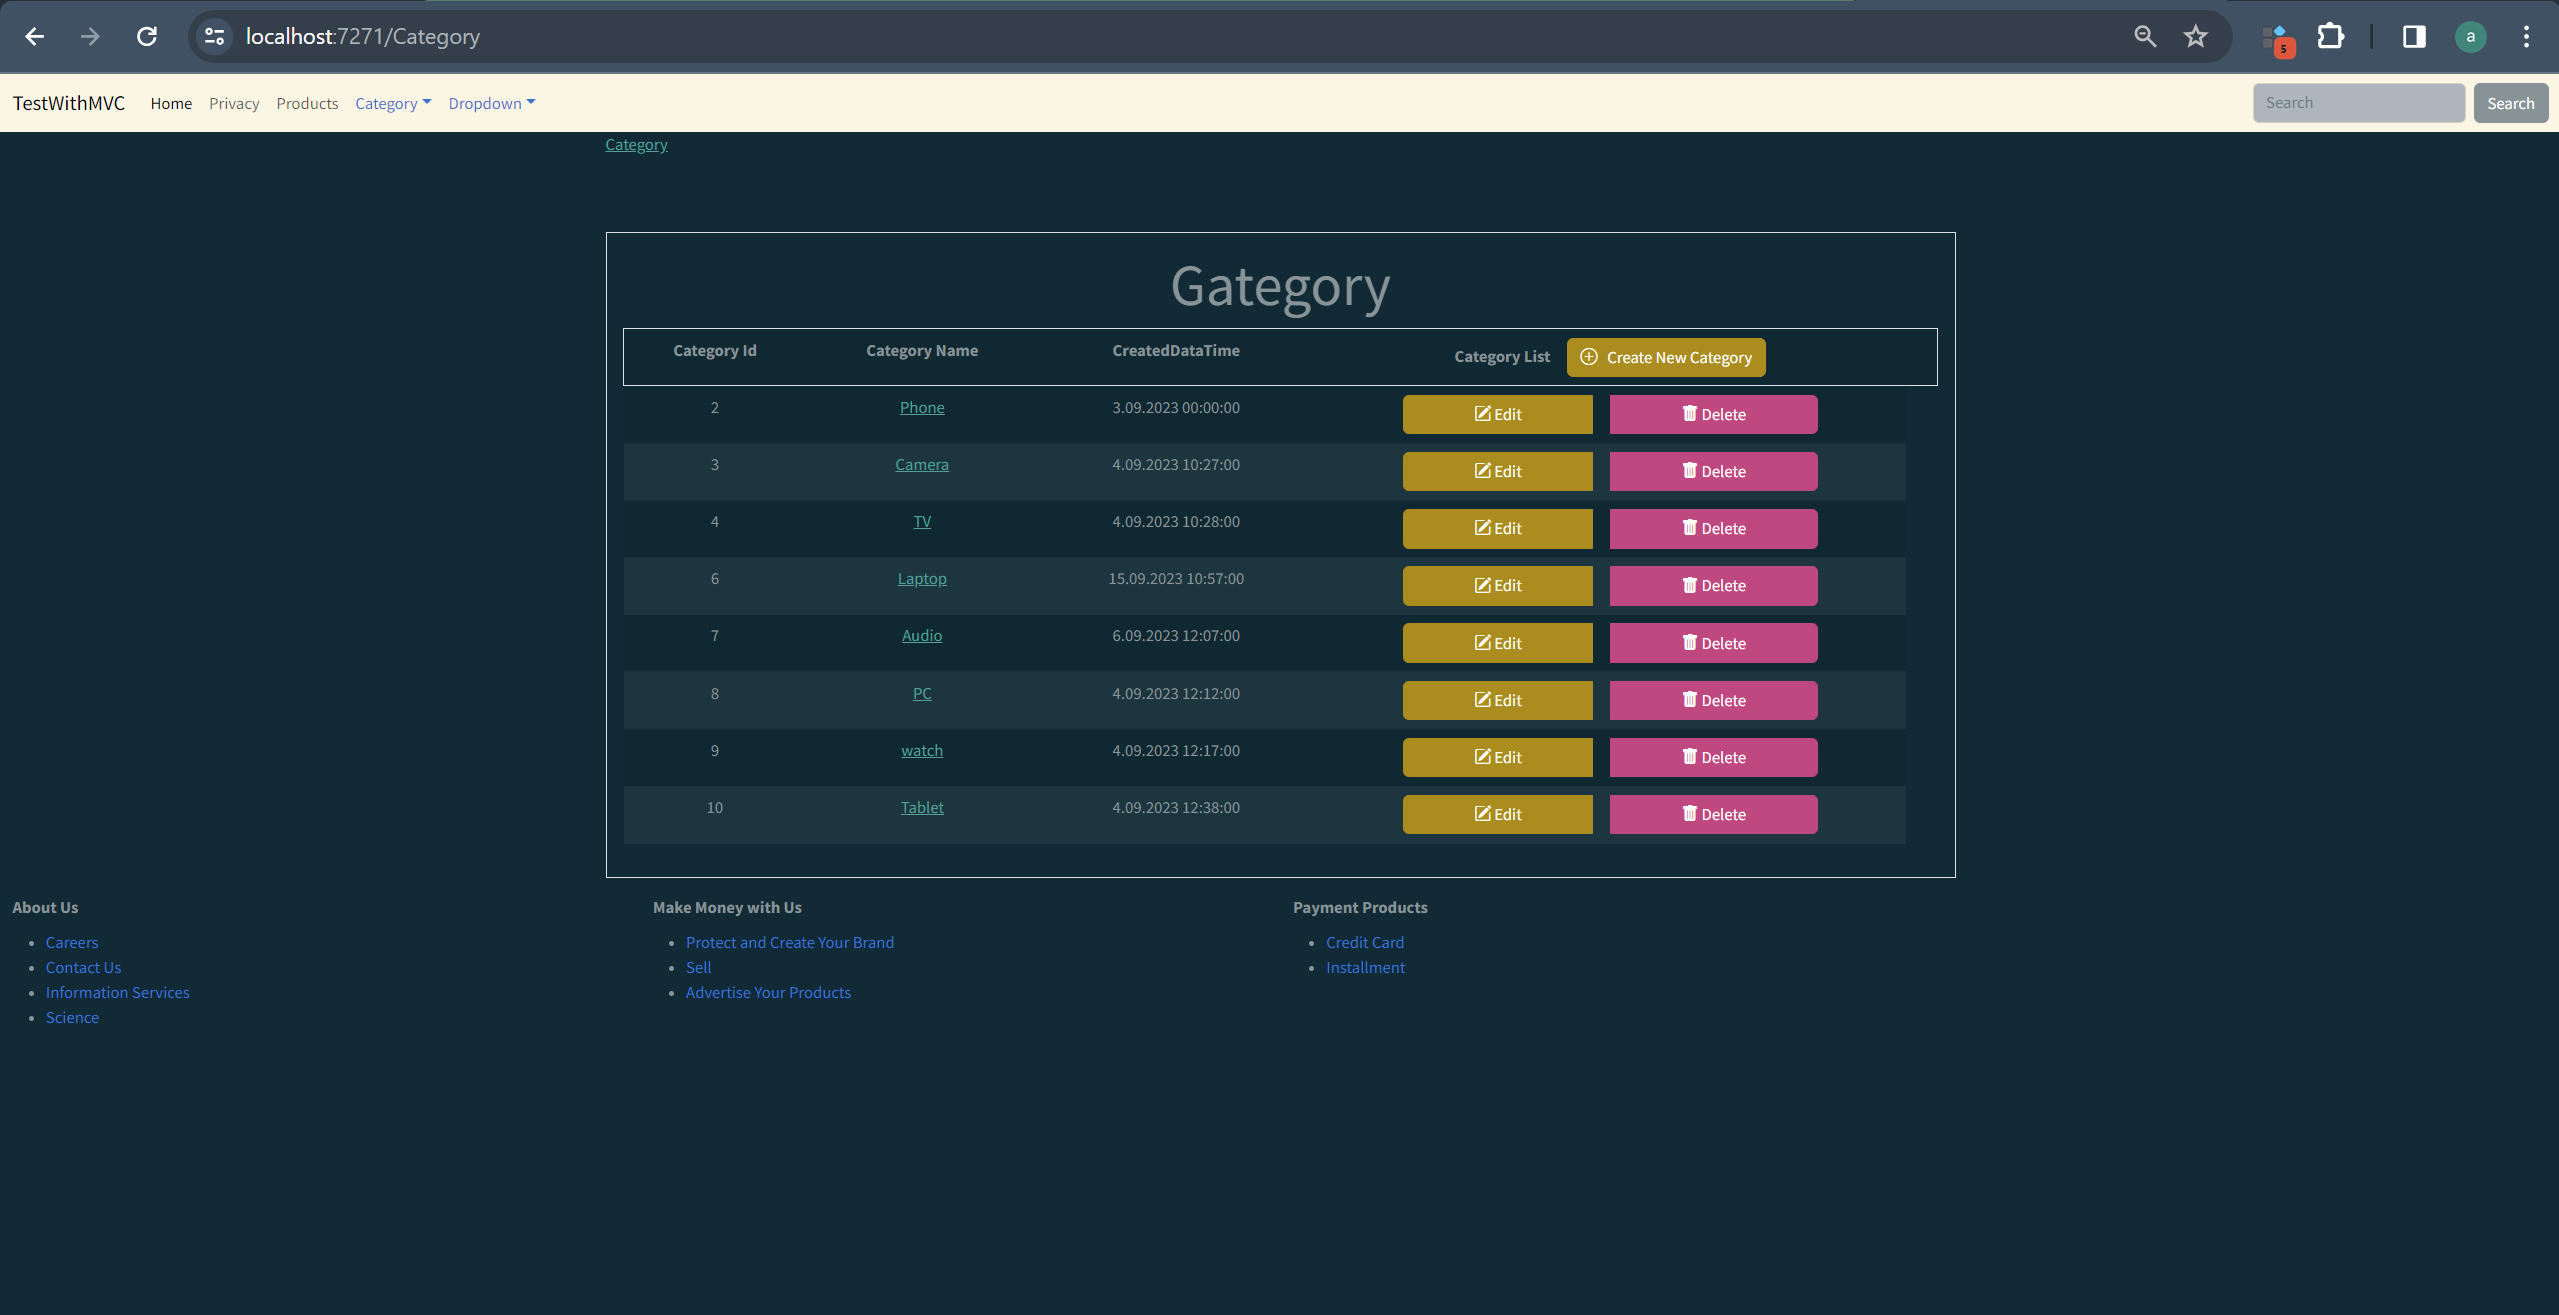 localhost:7271/Category
5
a
TestWithMVC Home Privacy Products Category Dropdown Search Search
Category
Gategory
Category Id Category Name CreatedDataTime Category List Create New Category
2 Phone 3.09.2023 00:00:00 Edit Delete
3 Camera 4.09.2023 10:27:00 Edit Delete
4 TV 4.09.2023 10:28:00 Edit Delete
6 Laptop 15.09.2023 10:57:00 Edit Delete
7 Audio 6.09.2023 12:07:00 Edit Delete
8 PC 4.09.2023 12:12:00 Edit Delete
9 watch 4.09.2023 12:17:00 Edit Delete
10 Tablet 4.09.2023 12:38:00 Edit Delete
About Us
Careers
Contact Us
Information Services
Science
Make Money with Us
Protect and Create Your Brand
Sell
Advertise Your Products
Payment Products
Credit Card
Installment